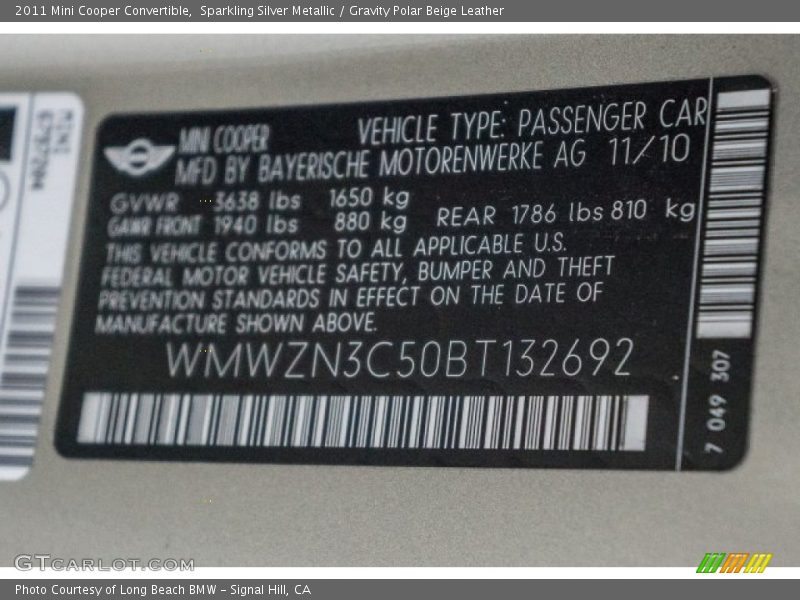 2011 Mini Cooper Convertible,  Sparkling Silver Metallic / Gravity Polar Beige Leather
MINI
6797204
MINI COOPER VEHICLE TYPE: PASSENGER CAR
MFD BY BAYERISCHE MOTORENWERKE AG 11/10
GVWR 3638 lbs 1650 kg
GAWR FRONT 1940 lbs 880 kg REAR 1786 lbs 810 kg
THIS VEHICLE CONFORMS TO ALL APPLICABLE U.S.
FEDERAL MOTOR VEHICLE SAFETY, BUMPER AND THEFT
PREVENTION STANDARDS IN EFFECT ON THE DATE OF
MANUFACTURE SHOWN ABOVE.
WMWZN3C50BT132692
7 049 307
GTCARLOT.COM
Photo Courtesy of Long Beach BMW - Signal Hill, CA